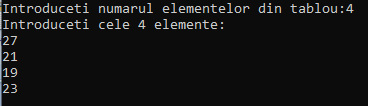 Introduceti numarul elementelor din tablou:4
Introduceti cele 4 elemente:
27
21
19
23